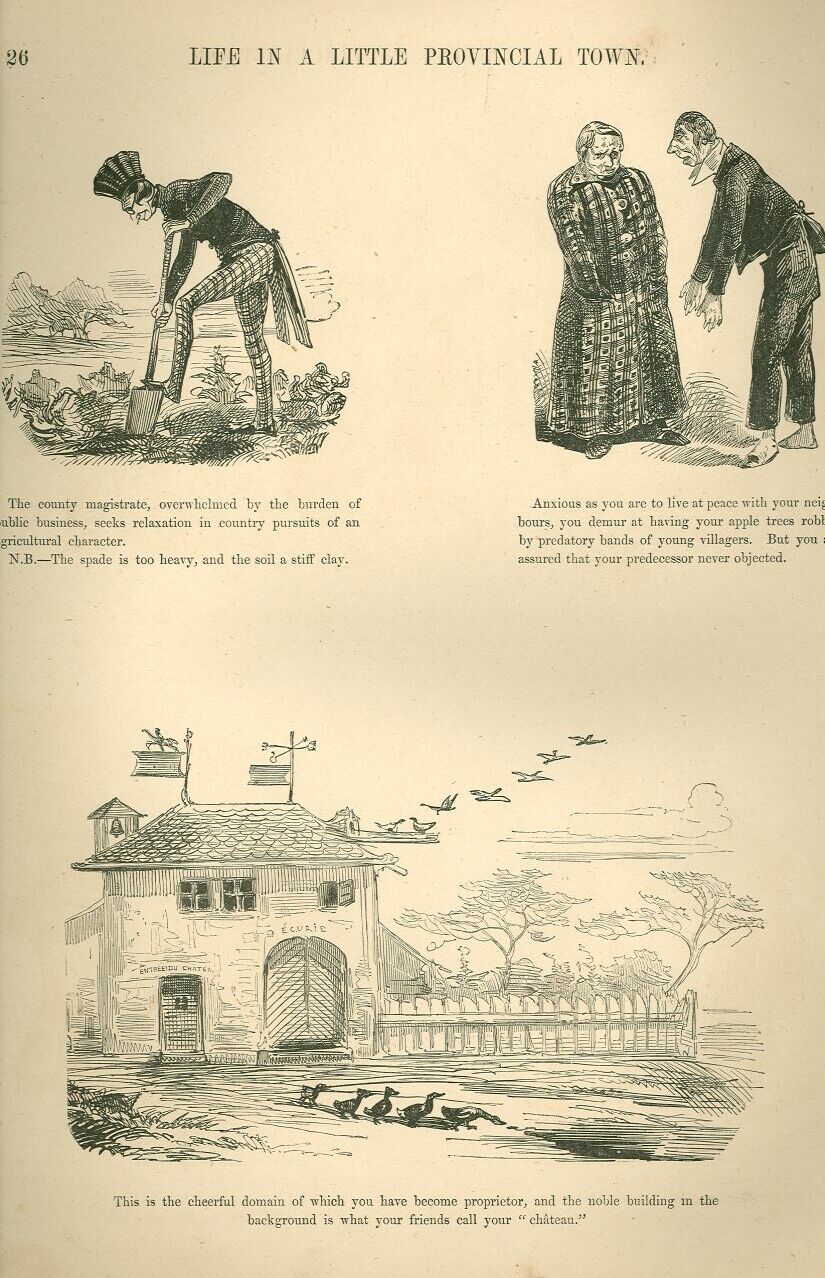 26
LIFE IN A LITTLE PROVINCIAL TOWN.
The county magistrate, overwhelmed by the burden of
ublic business, seeks relaxation in country pursuits of an
gricultural character.
N.B.—The spade is too heavy, and the soil a stiff clay.
Anxious as you are to live at peace with your neig
bours, you demur at having your apple trees robb
by predatory bands of young villagers. But you a
assured that your predecessor never objected.
ÉCURIE
ENTREE DU CHATEA
This is the cheerful domain of which you have become proprietor, and the noble building in the
background is what your friends call your “ château.”